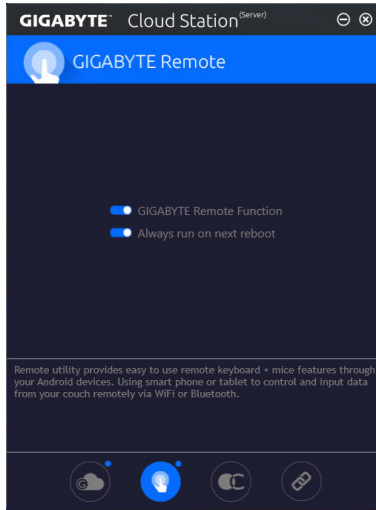 GIGABYTE™ Cloud Station (Server)
GIGABYTE Remote
GIGABYTE Remote Function
Always run on next reboot
Remote utility provides easy to use remote keyboard + mice features through
your Android devices. Using smart phone or tablet to control and input data
from your couch remotely via WiFi or Bluetooth.
G